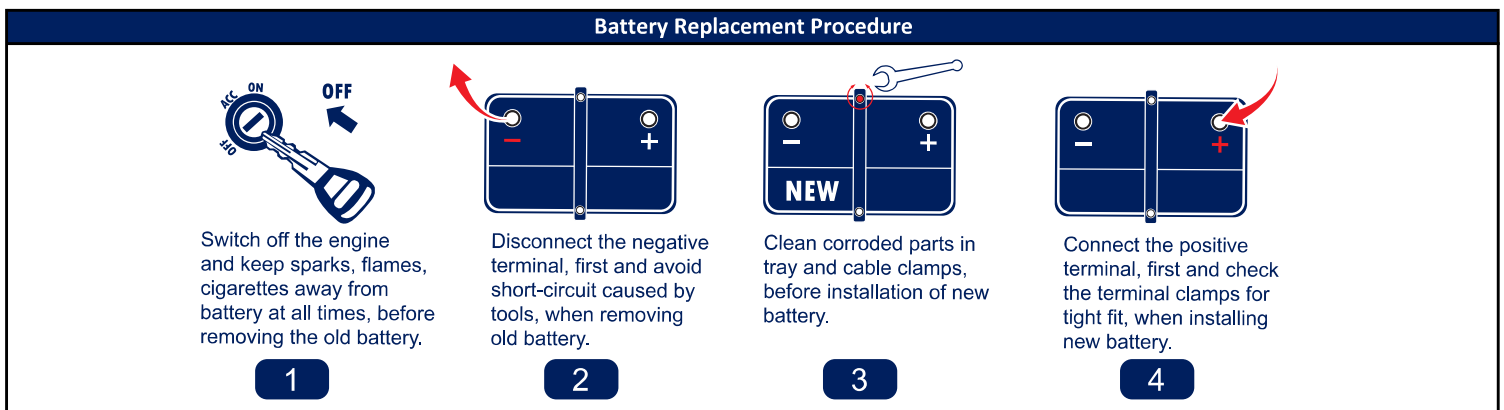 Battery Replacement Procedure
ACC ON
OFF
OFF
Switch off the engine
and keep sparks, flames,
cigarettes away from
battery at all times, before
removing the old battery.
1
− +
Disconnect the negative
terminal, first and avoid
short-circuit caused by
tools, when removing
old battery.
2
− +
NEW
Clean corroded parts in
tray and cable clamps,
before installation of new
battery.
3
− +
Connect the positive
terminal, first and check
the terminal clamps for
tight fit, when installing
new battery.
4